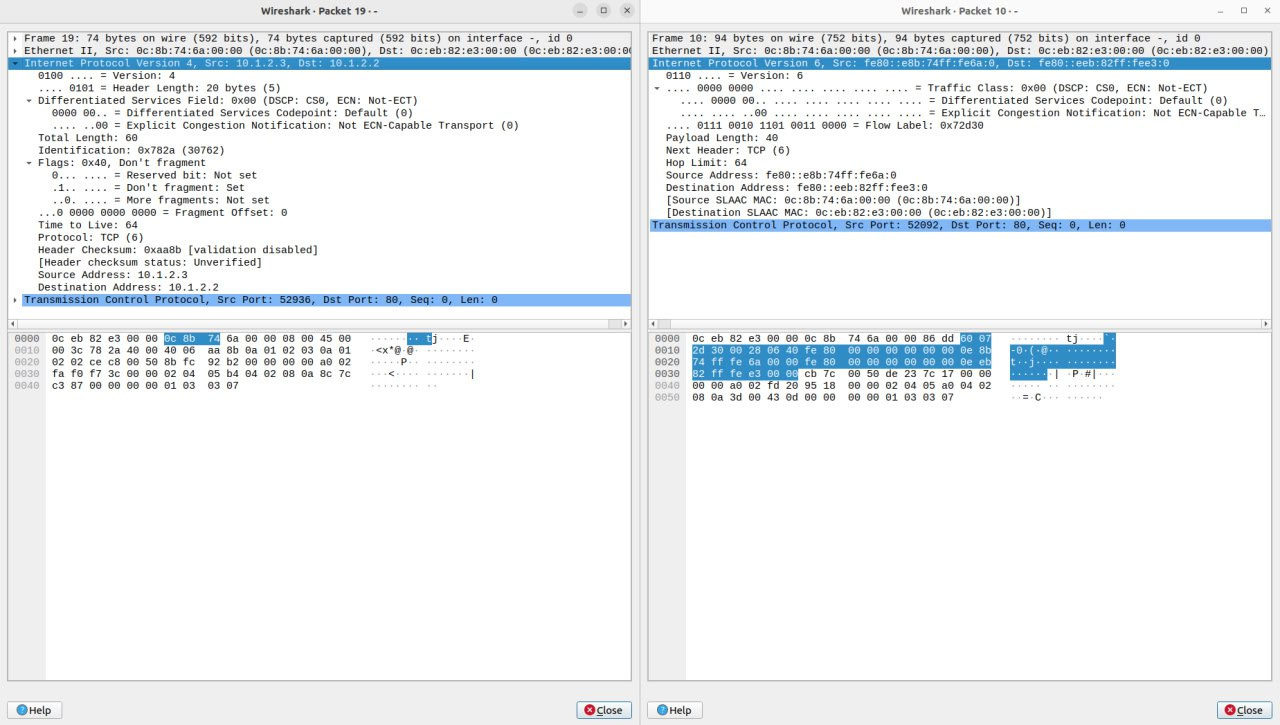 Wireshark · Packet 19 · -
Frame 19: 74 bytes on wire (592 bits), 74 bytes captured (592 bits) on interface -, id 0
Ethernet II, Src: 0c:8b:74:6a:00:00 (0c:8b:74:6a:00:00), Dst: 0c:eb:82:e3:00:00 (0c:eb:82:e3:00:0
Internet Protocol Version 4, Src: 10.1.2.3, Dst: 10.1.2.2
0100 .... = Version: 4
.... 0101 = Header Length: 20 bytes (5)
Differentiated Services Field: 0x00 (DSCP: CS0, ECN: Not-ECT)
0000 00.. = Differentiated Services Codepoint: Default (0)
.... ..00 = Explicit Congestion Notification: Not ECN-Capable Transport (0)
Total Length: 60
Identification: 0x782a (30762)
Flags: 0x40, Don't fragment
0... .... = Reserved bit: Not set
.1.. .... = Don't fragment: Set
..0. .... = More fragments: Not set
...0 0000 0000 0000 = Fragment Offset: 0
Time to Live: 64
Protocol: TCP (6)
Header Checksum: 0xaa8b [validation disabled]
[Header checksum status: Unverified]
Source Address: 10.1.2.3
Destination Address: 10.1.2.2
Transmission Control Protocol, Src Port: 52936, Dst Port: 80, Seq: 0, Len: 0
0000 0c eb 82 e3 00 00 0c 8b 74 6a 00 00 08 00 45 00 ········ tj····E·
0010 00 3c 78 2a 40 00 40 06 aa 8b 0a 01 02 03 0a 01 ·<x*@·@· ········
0020 02 02 ce c8 00 50 8b fc 92 b2 00 00 00 00 a0 02 ·····P·· ········
0030 fa f0 f7 3c 00 00 02 04 05 b4 04 02 08 0a 8c 7c ···<···· ·······|
0040 c3 87 00 00 00 00 01 03 03 07 ········ ··
Help
Close
Wireshark · Packet 10 · -
Frame 10: 94 bytes on wire (752 bits), 94 bytes captured (752 bits) on interface -, id 0
Ethernet II, Src: 0c:8b:74:6a:00:00 (0c:8b:74:6a:00:00), Dst: 0c:eb:82:e3:00:00 (0c:eb:82:e3:00:00)
Internet Protocol Version 6, Src: fe80::e8b:74ff:fe6a:0, Dst: fe80::eeb:82ff:fee3:0
0110 .... = Version: 6
.... 0000 0000 .... .... .... .... .... = Traffic Class: 0x00 (DSCP: CS0, ECN: Not-ECT)
.... 0000 00.. .... .... .... .... .... = Differentiated Services Codepoint: Default (0)
.... .... ..00 .... .... .... .... .... = Explicit Congestion Notification: Not ECN-Capable T...
.... 0111 0010 1101 0011 0000 = Flow Label: 0x72d30
Payload Length: 40
Next Header: TCP (6)
Hop Limit: 64
Source Address: fe80::e8b:74ff:fe6a:0
Destination Address: fe80::eeb:82ff:fee3:0
[Source SLAAC MAC: 0c:8b:74:6a:00:00 (0c:8b:74:6a:00:00)]
[Destination SLAAC MAC: 0c:eb:82:e3:00:00 (0c:eb:82:e3:00:00)]
Transmission Control Protocol, Src Port: 52092, Dst Port: 80, Seq: 0, Len: 0
0000 0c eb 82 e3 00 00 0c 8b 74 6a 00 00 86 dd 60 07 ········ tj····`·
0010 2d 30 00 28 06 40 fe 80 00 00 00 00 00 00 0e 8b -0·(·@·· ········
0020 74 ff fe 6a 00 00 fe 80 00 00 00 00 00 00 0e eb t··j···· ········
0030 82 ff fe e3 00 00 cb 7c 00 50 de 23 7c 17 00 00 ·······| ·P·#|···
0040 00 00 a0 02 fd 20 95 18 00 00 02 04 05 a0 04 02 ····· ·· ········
0050 08 0a 3d 00 43 0d 00 00 00 00 01 03 03 07 ··=·C··· ······
Help
Close